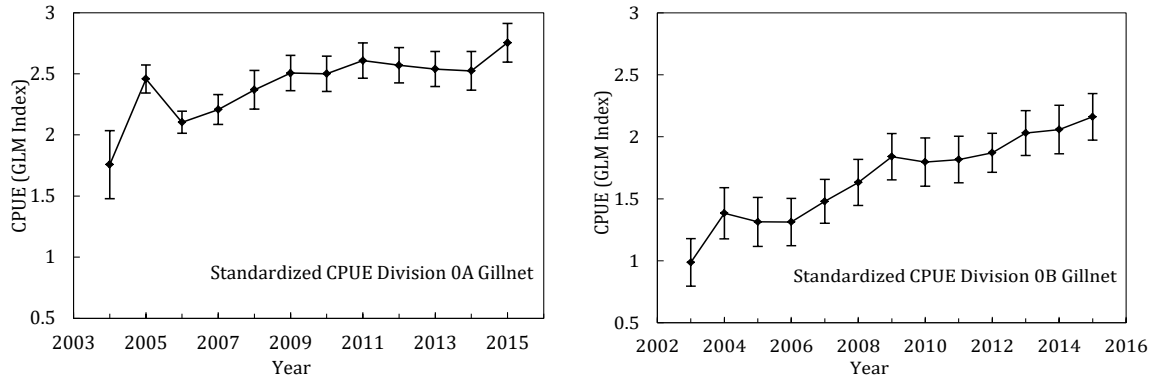 3
2.5
2
1.5
1
0.5
CPUE (GLM Index)
Standardized CPUE Division 0A Gillnet
2003 2005 2007 2009 2011 2013 2015
Year
3
2.5
2
1.5
1
0.5
CPUE (GLM Index)
Standardized CPUE Division 0B Gillnet
2002 2004 2006 2008 2010 2012 2014 2016
Year